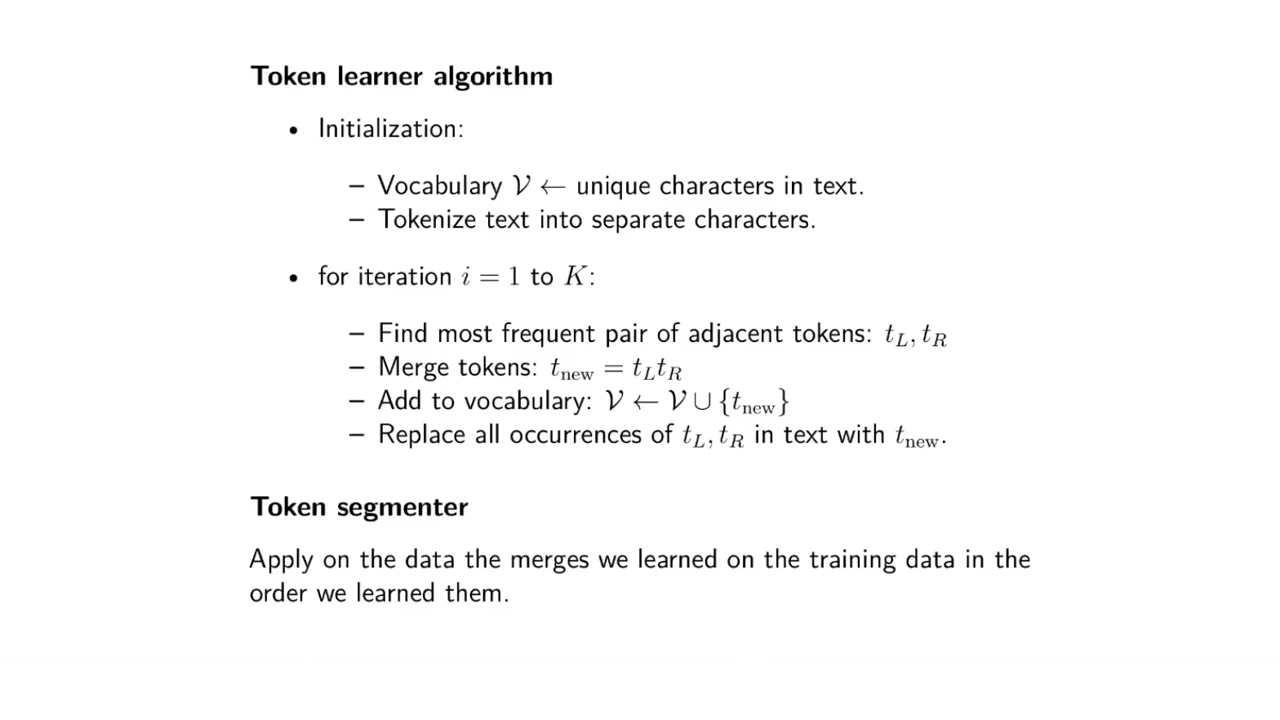 Token learner algorithm
• Initialization:
– Vocabulary 𝒱 ← unique characters in text.
– Tokenize text into separate characters.
• for iteration i = 1 to K:
– Find most frequent pair of adjacent tokens: t_L, t_R
– Merge tokens: t_new = t_L t_R
– Add to vocabulary: 𝒱 ← 𝒱 ∪ {t_new}
– Replace all occurrences of t_L, t_R in text with t_new.
Token segmenter
Apply on the data the merges we learned on the training data in the
order we learned them.